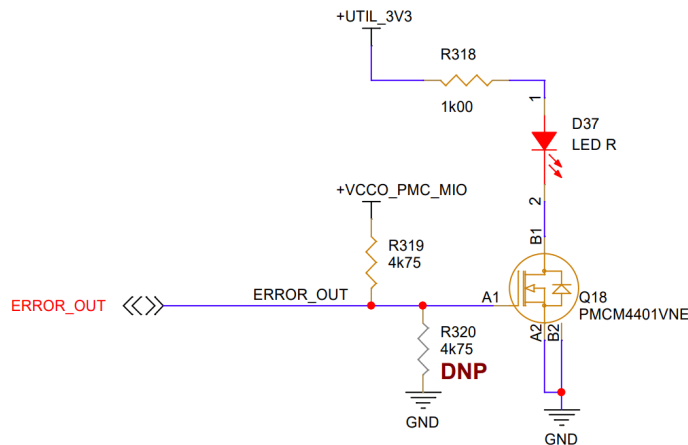 +UTIL_3V3
R318
1k00
1
D37
LED R
2
+VCCO_PMC_MIO
R319
4k75
B1
ERROR_OUT
ERROR_OUT
A1
Q18
PMCM4401VNE
A2
B2
R320
4k75
DNP
GND
GND